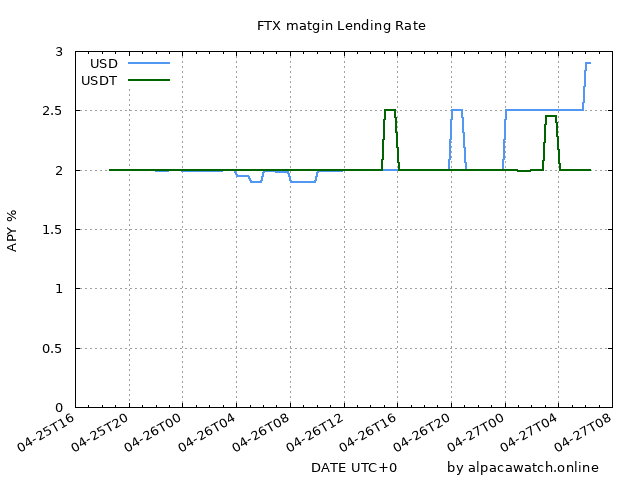 FTX matgin Lending Rate
USD
USDT
3
2.5
2
1.5
1
0.5
0
APY %
04-25T16
04-25T20
04-26T00
04-26T04
04-26T08
04-26T12
04-26T16
04-26T20
04-27T00
04-27T04
04-27T08
DATE UTC+0
by alpacawatch.online